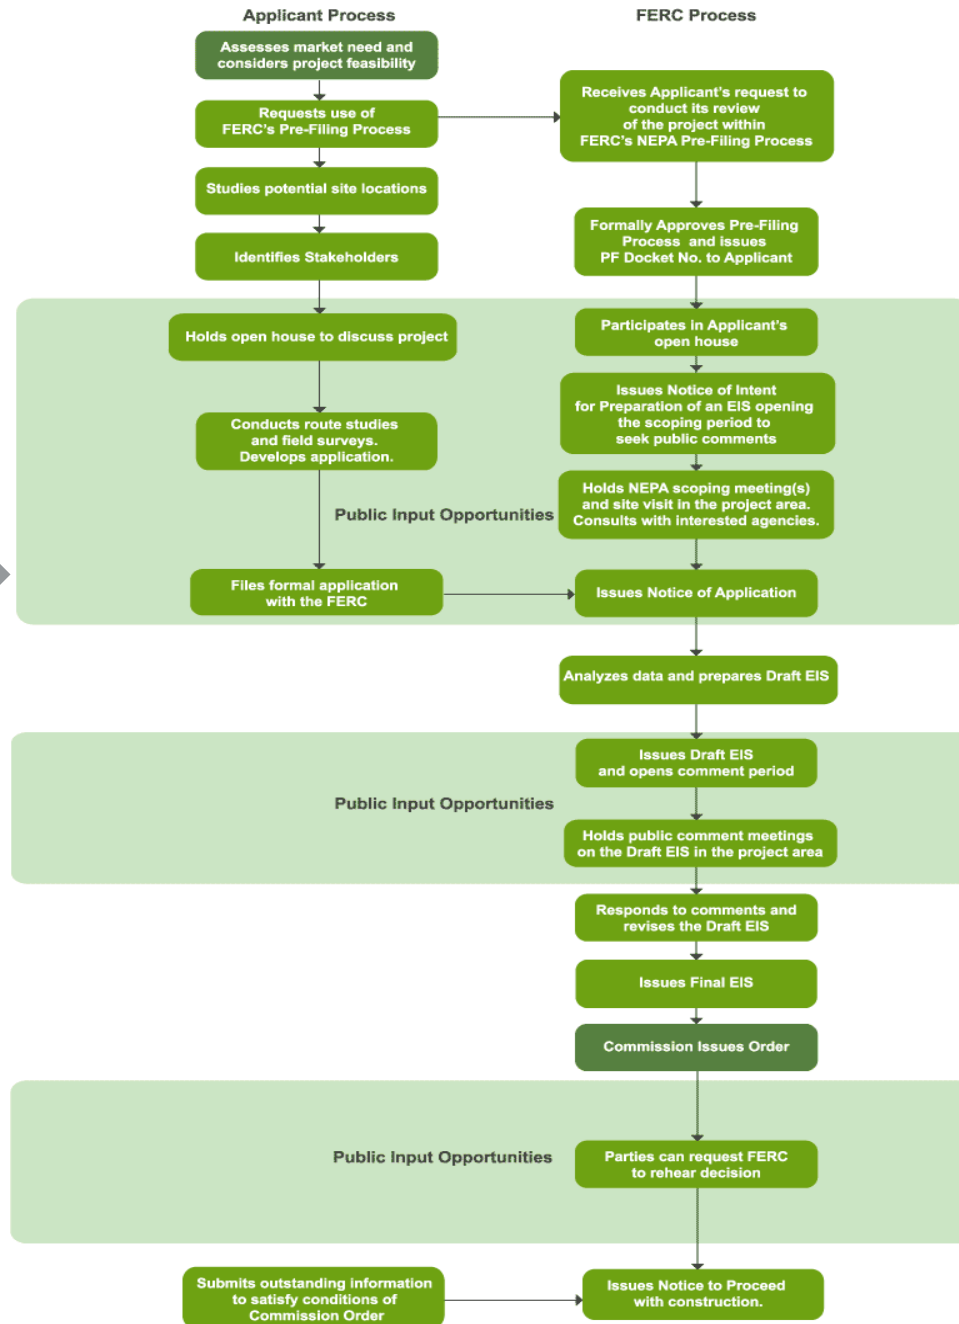 Applicant Process
FERC Process
Assesses market need and
considers project feasibility
Requests use of
FERC's Pre-Filing Process
Receives Applicant's request to
conduct its review
of the project within
FERC's NEPA Pre-Filing Process
Studies potential site locations
Identifies Stakeholders
Formally Approves Pre-Filing
Process and issues
PF Docket No. to Applicant
Holds open house to discuss project
Participates in Applicant's
open house
Conducts route studies
and field surveys.
Develops application.
Issues Notice of Intent
for Preparation of an EIS opening
the scoping period to
seek public comments
Public Input Opportunities
Holds NEPA scoping meeting(s)
and site visit in the project area.
Consults with interested agencies.
Files formal application
with the FERC
Issues Notice of Application
Analyzes data and prepares Draft EIS
Issues Draft EIS
and opens comment period
Public Input Opportunities
Holds public comment meetings
on the Draft EIS in the project area
Responds to comments and
revises the Draft EIS
Issues Final EIS
Commission Issues Order
Public Input Opportunities
Parties can request FERC
to rehear decision
Submits outstanding information
to satisfy conditions of
Commission Order
Issues Notice to Proceed
with construction.